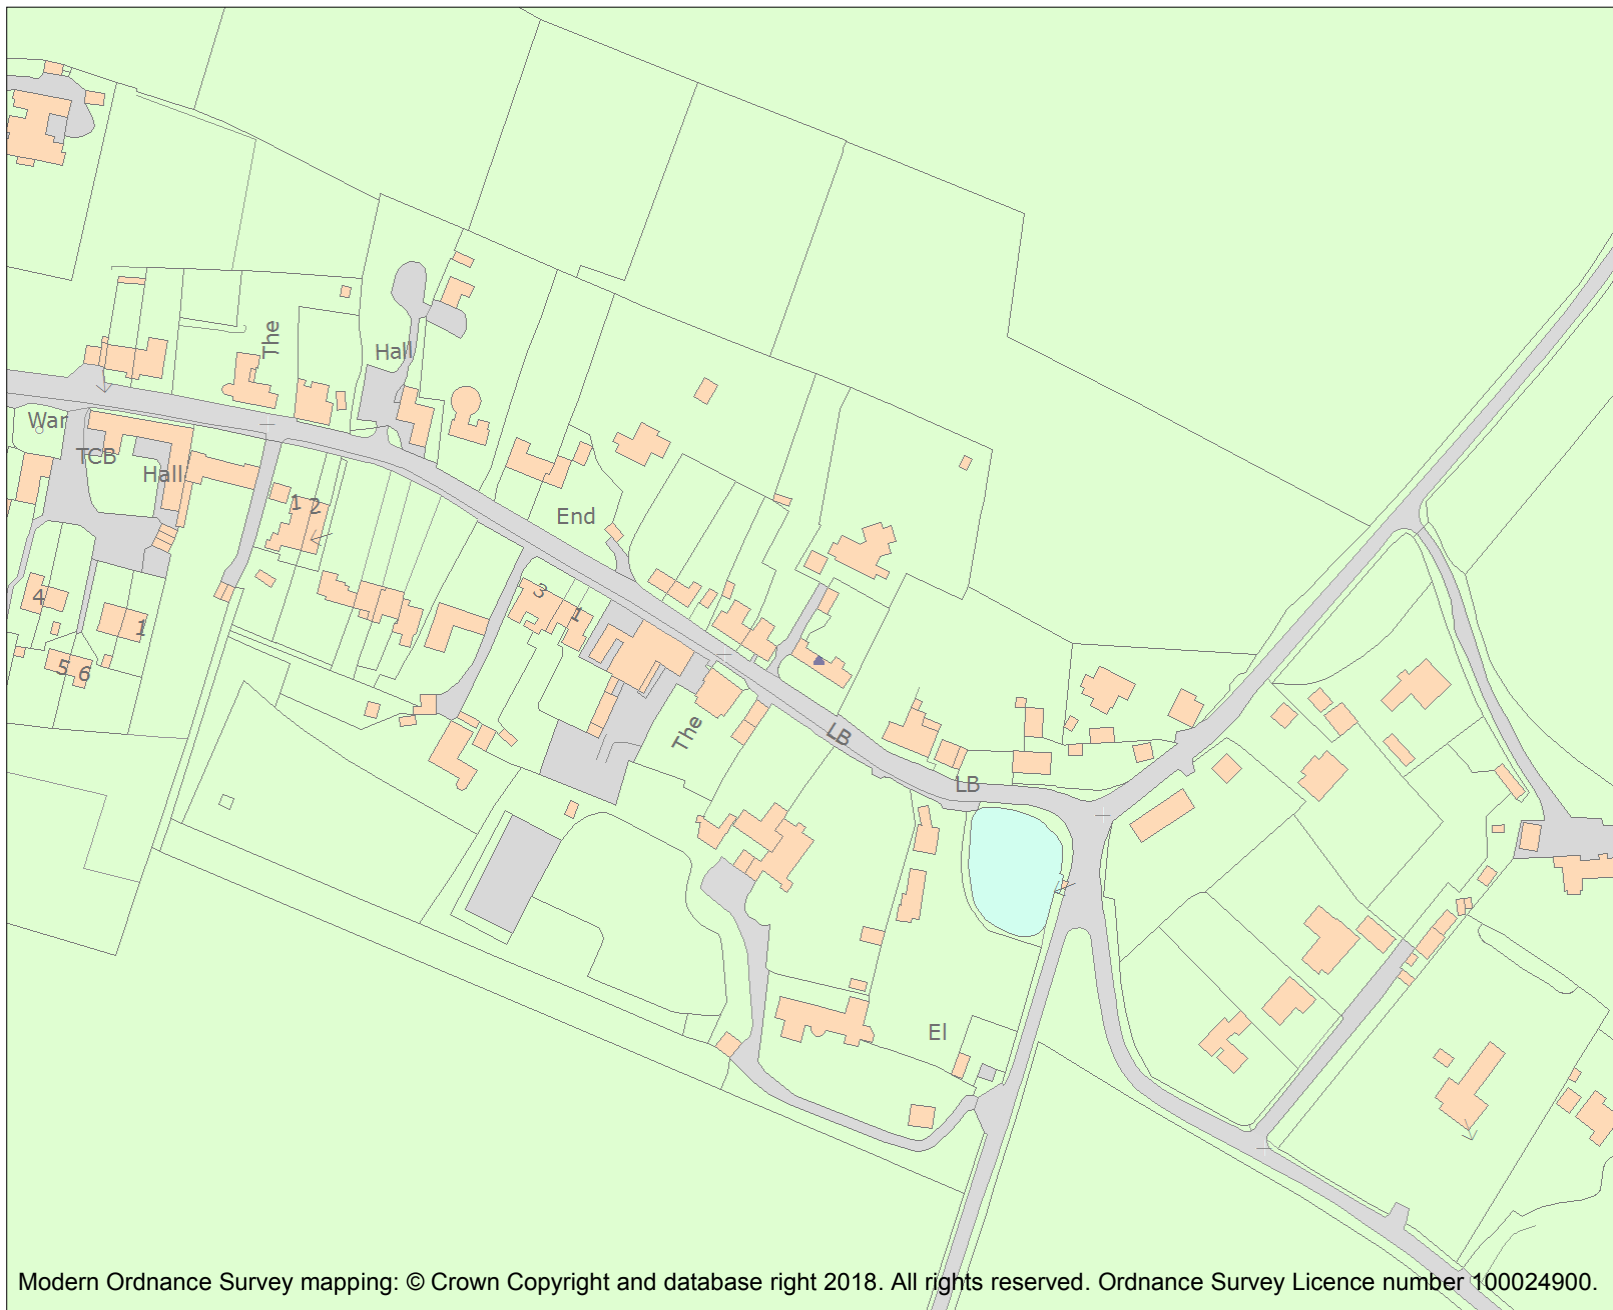 The
Hall
War
TCB
Hall
1 2
End
3
1
4
1
5 6
The
LB
LB
El
Modern Ordnance Survey mapping: © Crown Copyright and database right 2018. All rights reserved. Ordnance Survey Licence number 100024900.